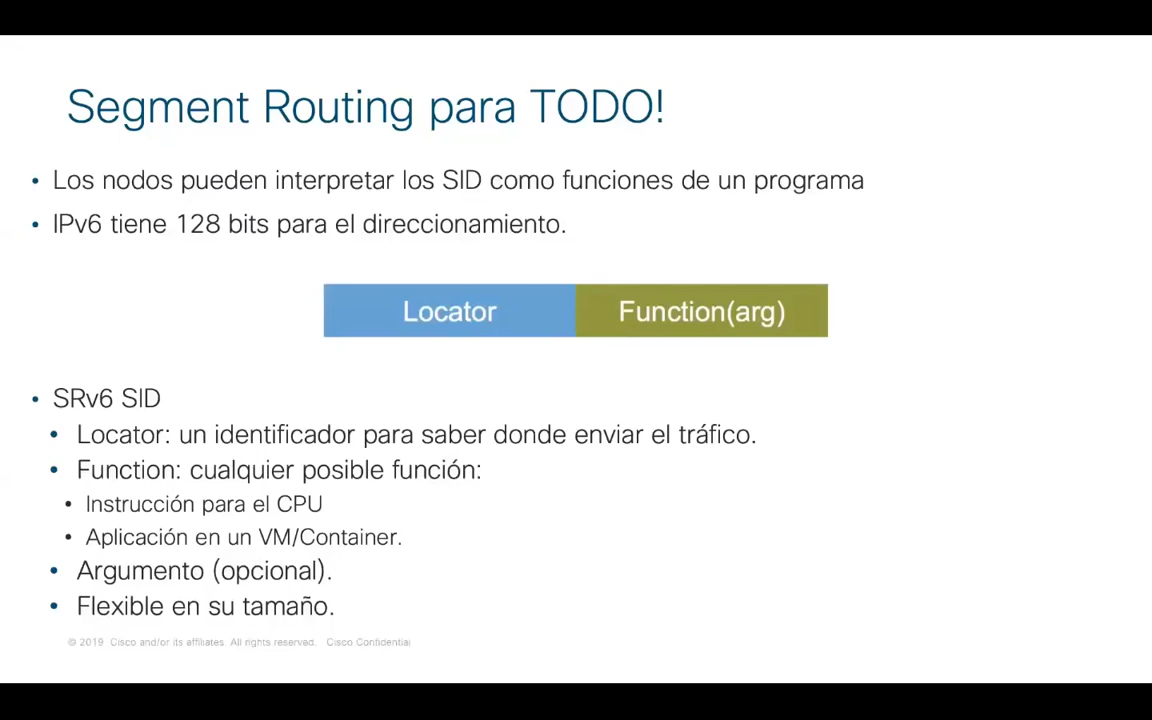 Segment Routing para TODO!
• Los nodos pueden interpretar los SID como funciones de un programa
• IPv6 tiene 128 bits para el direccionamiento.
Locator Function(arg)
• SRv6 SID
• Locator: un identificador para saber donde enviar el tráfico.
• Function: cualquier posible función:
• Instrucción para el CPU
• Aplicación en un VM/Container.
• Argumento (opcional).
• Flexible en su tamaño.
© 2019 Cisco and/or its affiliates. All rights reserved. Cisco Confidential